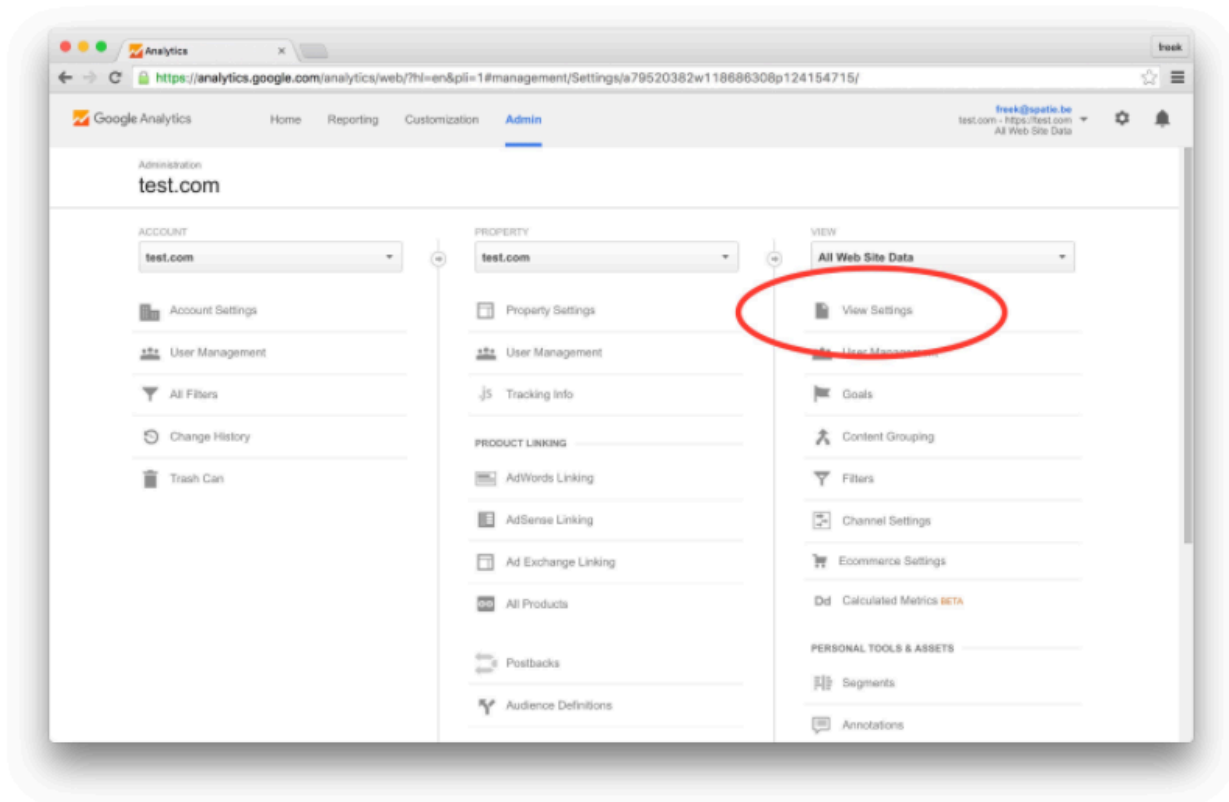 Analytics
freek
https://analytics.google.com/analytics/web/?hl=en&pli=1#management/Settings/a79520382w118686308p124154715/
Google Analytics
Home
Reporting
Customization
Admin
freek@spatie.be
test.com - https://test.com
All Web Site Data
Administration
test.com
ACCOUNT
test.com
Account Settings
User Management
All Filters
Change History
Trash Can
PROPERTY
test.com
Property Settings
User Management
.js Tracking Info
PRODUCT LINKING
AdWords Linking
AdSense Linking
Ad Exchange Linking
All Products
Postbacks
Audience Definitions
VIEW
All Web Site Data
View Settings
User Management
Goals
Content Grouping
Filters
Channel Settings
Ecommerce Settings
Dd Calculated Metrics BETA
PERSONAL TOOLS & ASSETS
Segments
Annotations